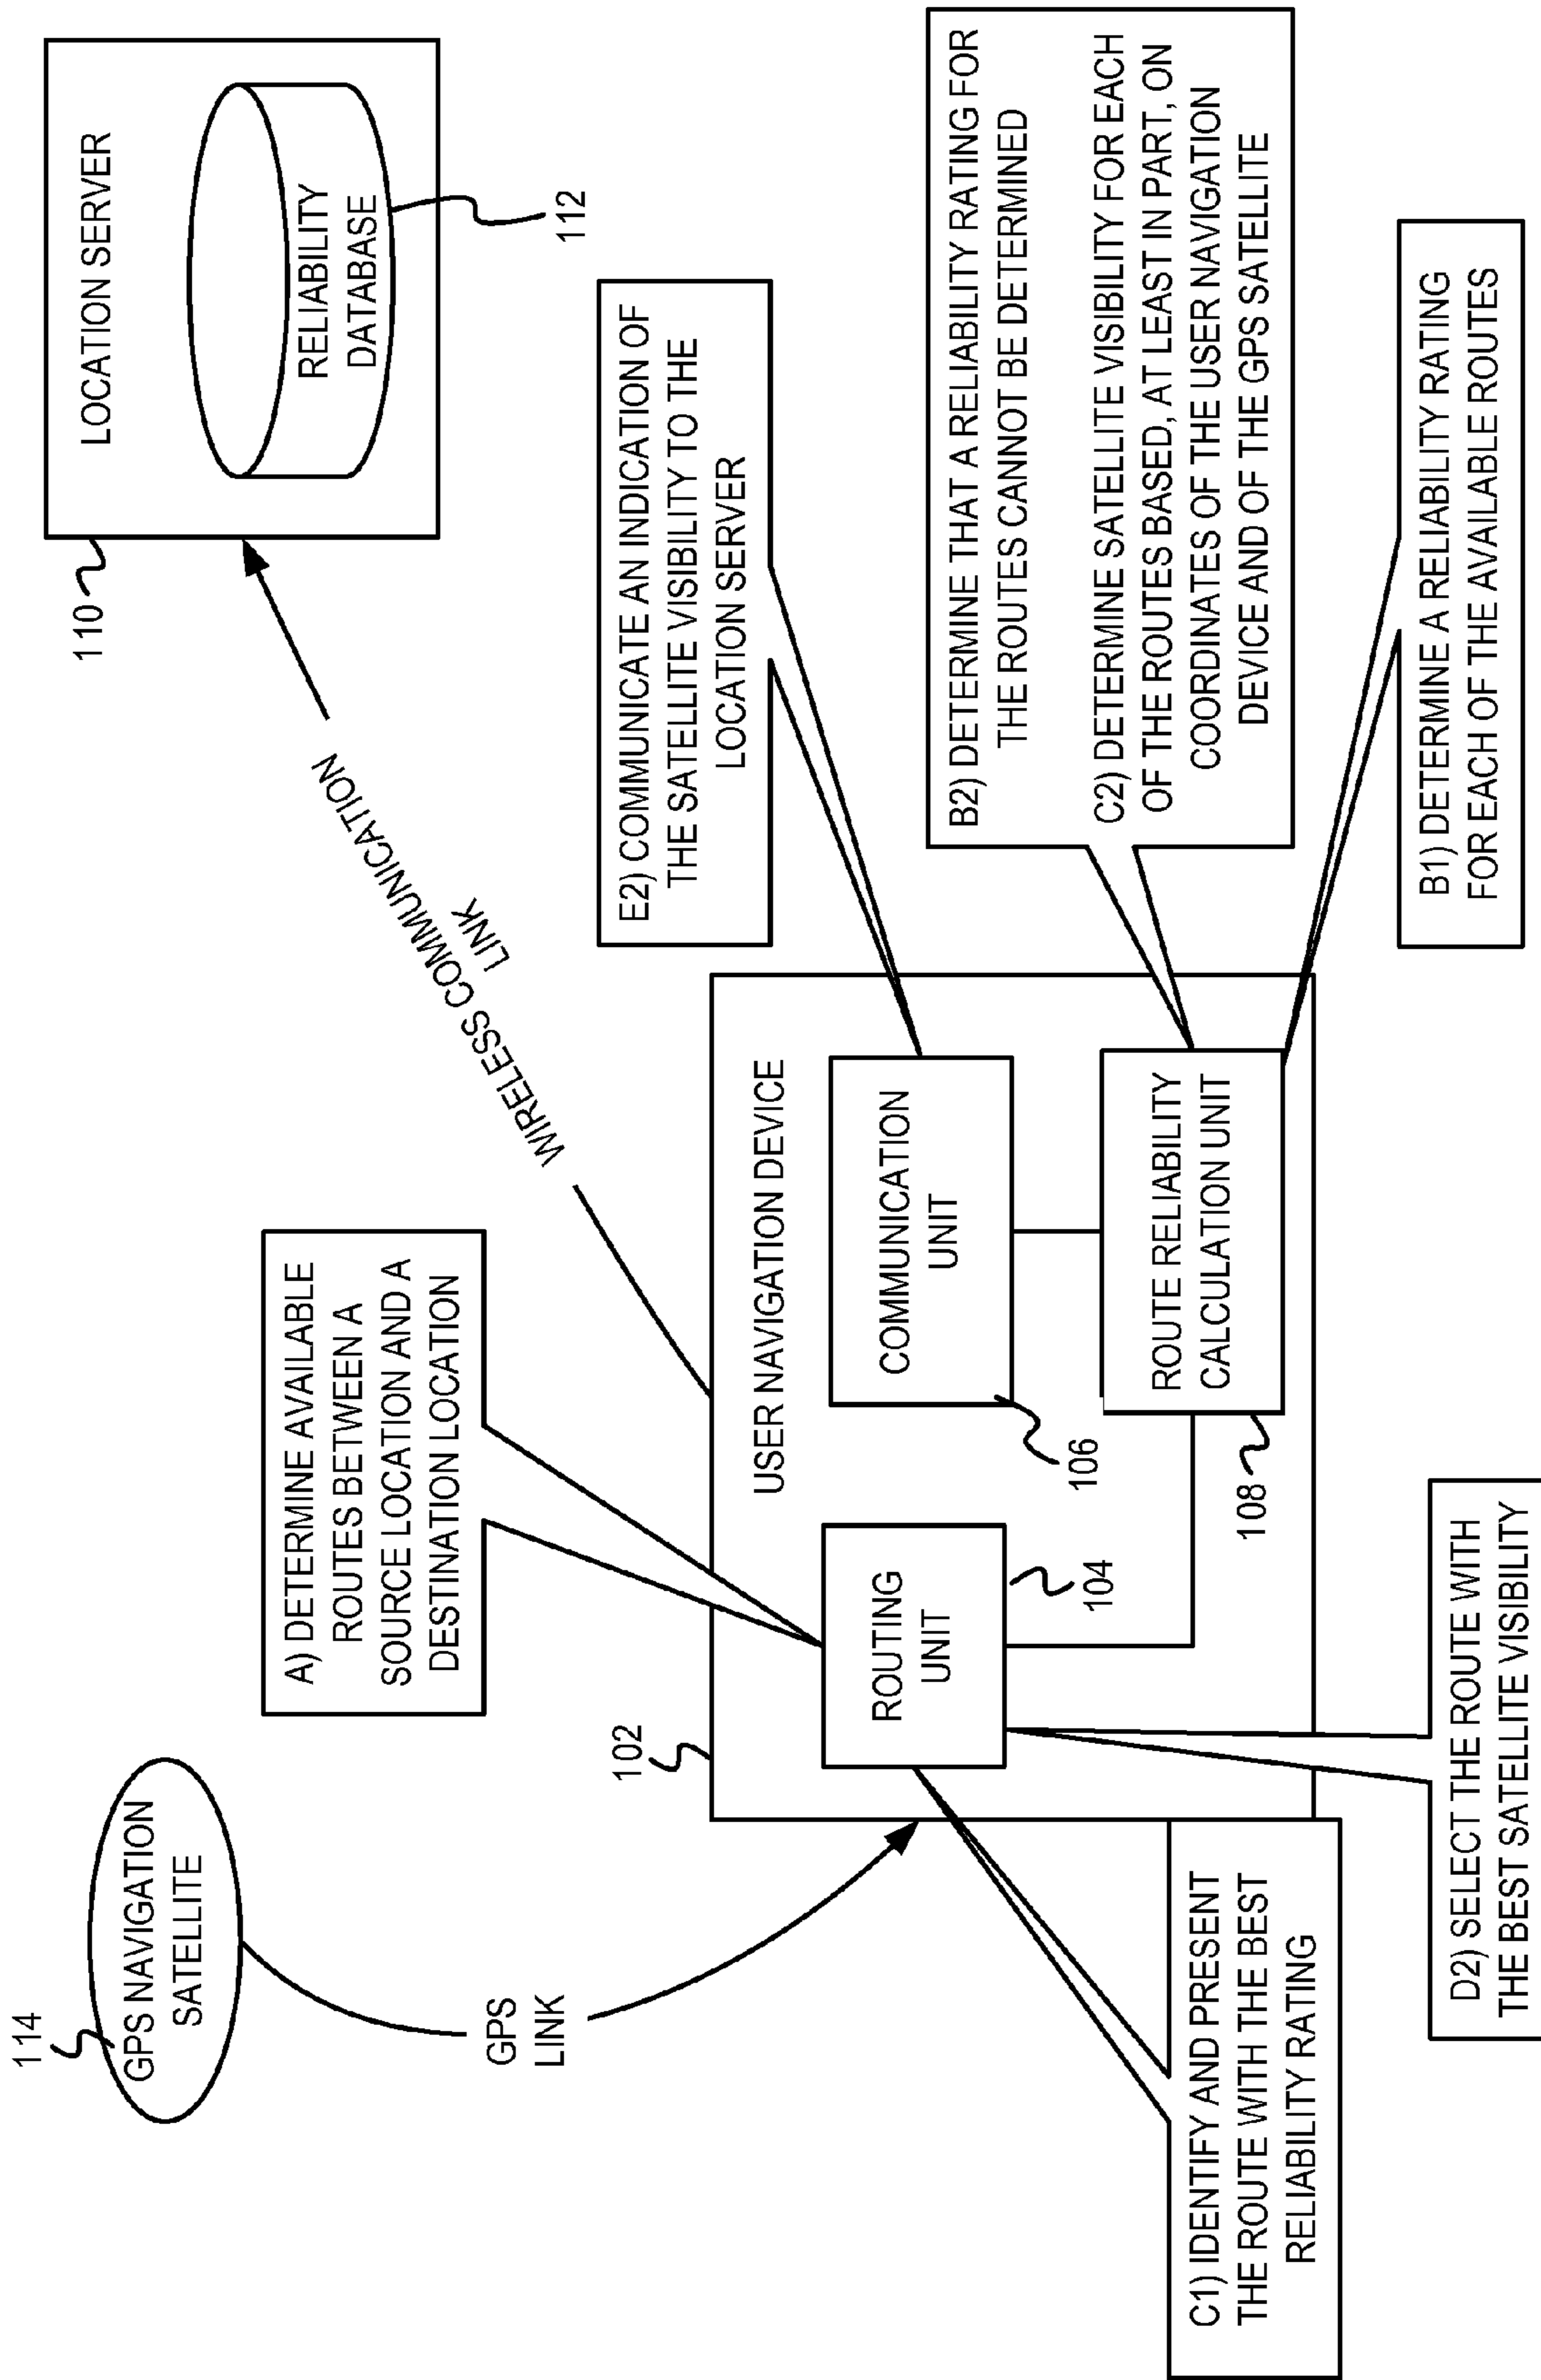 114
GPS NAVIGATION
SATELLITE
GPS
LINK
A) DETERMINE AVAILABLE
ROUTES BETWEEN A
SOURCE LOCATION AND A
DESTINATION LOCATION
WIRELESS COMMUNICATION
LINK
110
LOCATION SERVER
RELIABILITY
DATABASE
112
E2) COMMUNICATE AN INDICATION OF
THE SATELLITE VISIBILITY TO THE
LOCATION SERVER
102
USER NAVIGATION DEVICE
ROUTING
UNIT
104
COMMUNICATION
UNIT
106
ROUTE RELIABILITY
CALCULATION UNIT
108
B2) DETERMINE THAT A RELIABILITY RATING FOR
THE ROUTES CANNOT BE DETERMINED
C2) DETERMINE SATELLITE VISIBILITY FOR EACH
OF THE ROUTES BASED, AT LEAST IN PART, ON
COORDINATES OF THE USER NAVIGATION
DEVICE AND OF THE GPS SATELLITE
C1) IDENTIFY AND PRESENT
THE ROUTE WITH THE BEST
RELIABILITY RATING
D2) SELECT THE ROUTE WITH
THE BEST SATELLITE VISIBILITY
B1) DETERMINE A RELIABILITY RATING
FOR EACH OF THE AVAILABLE ROUTES